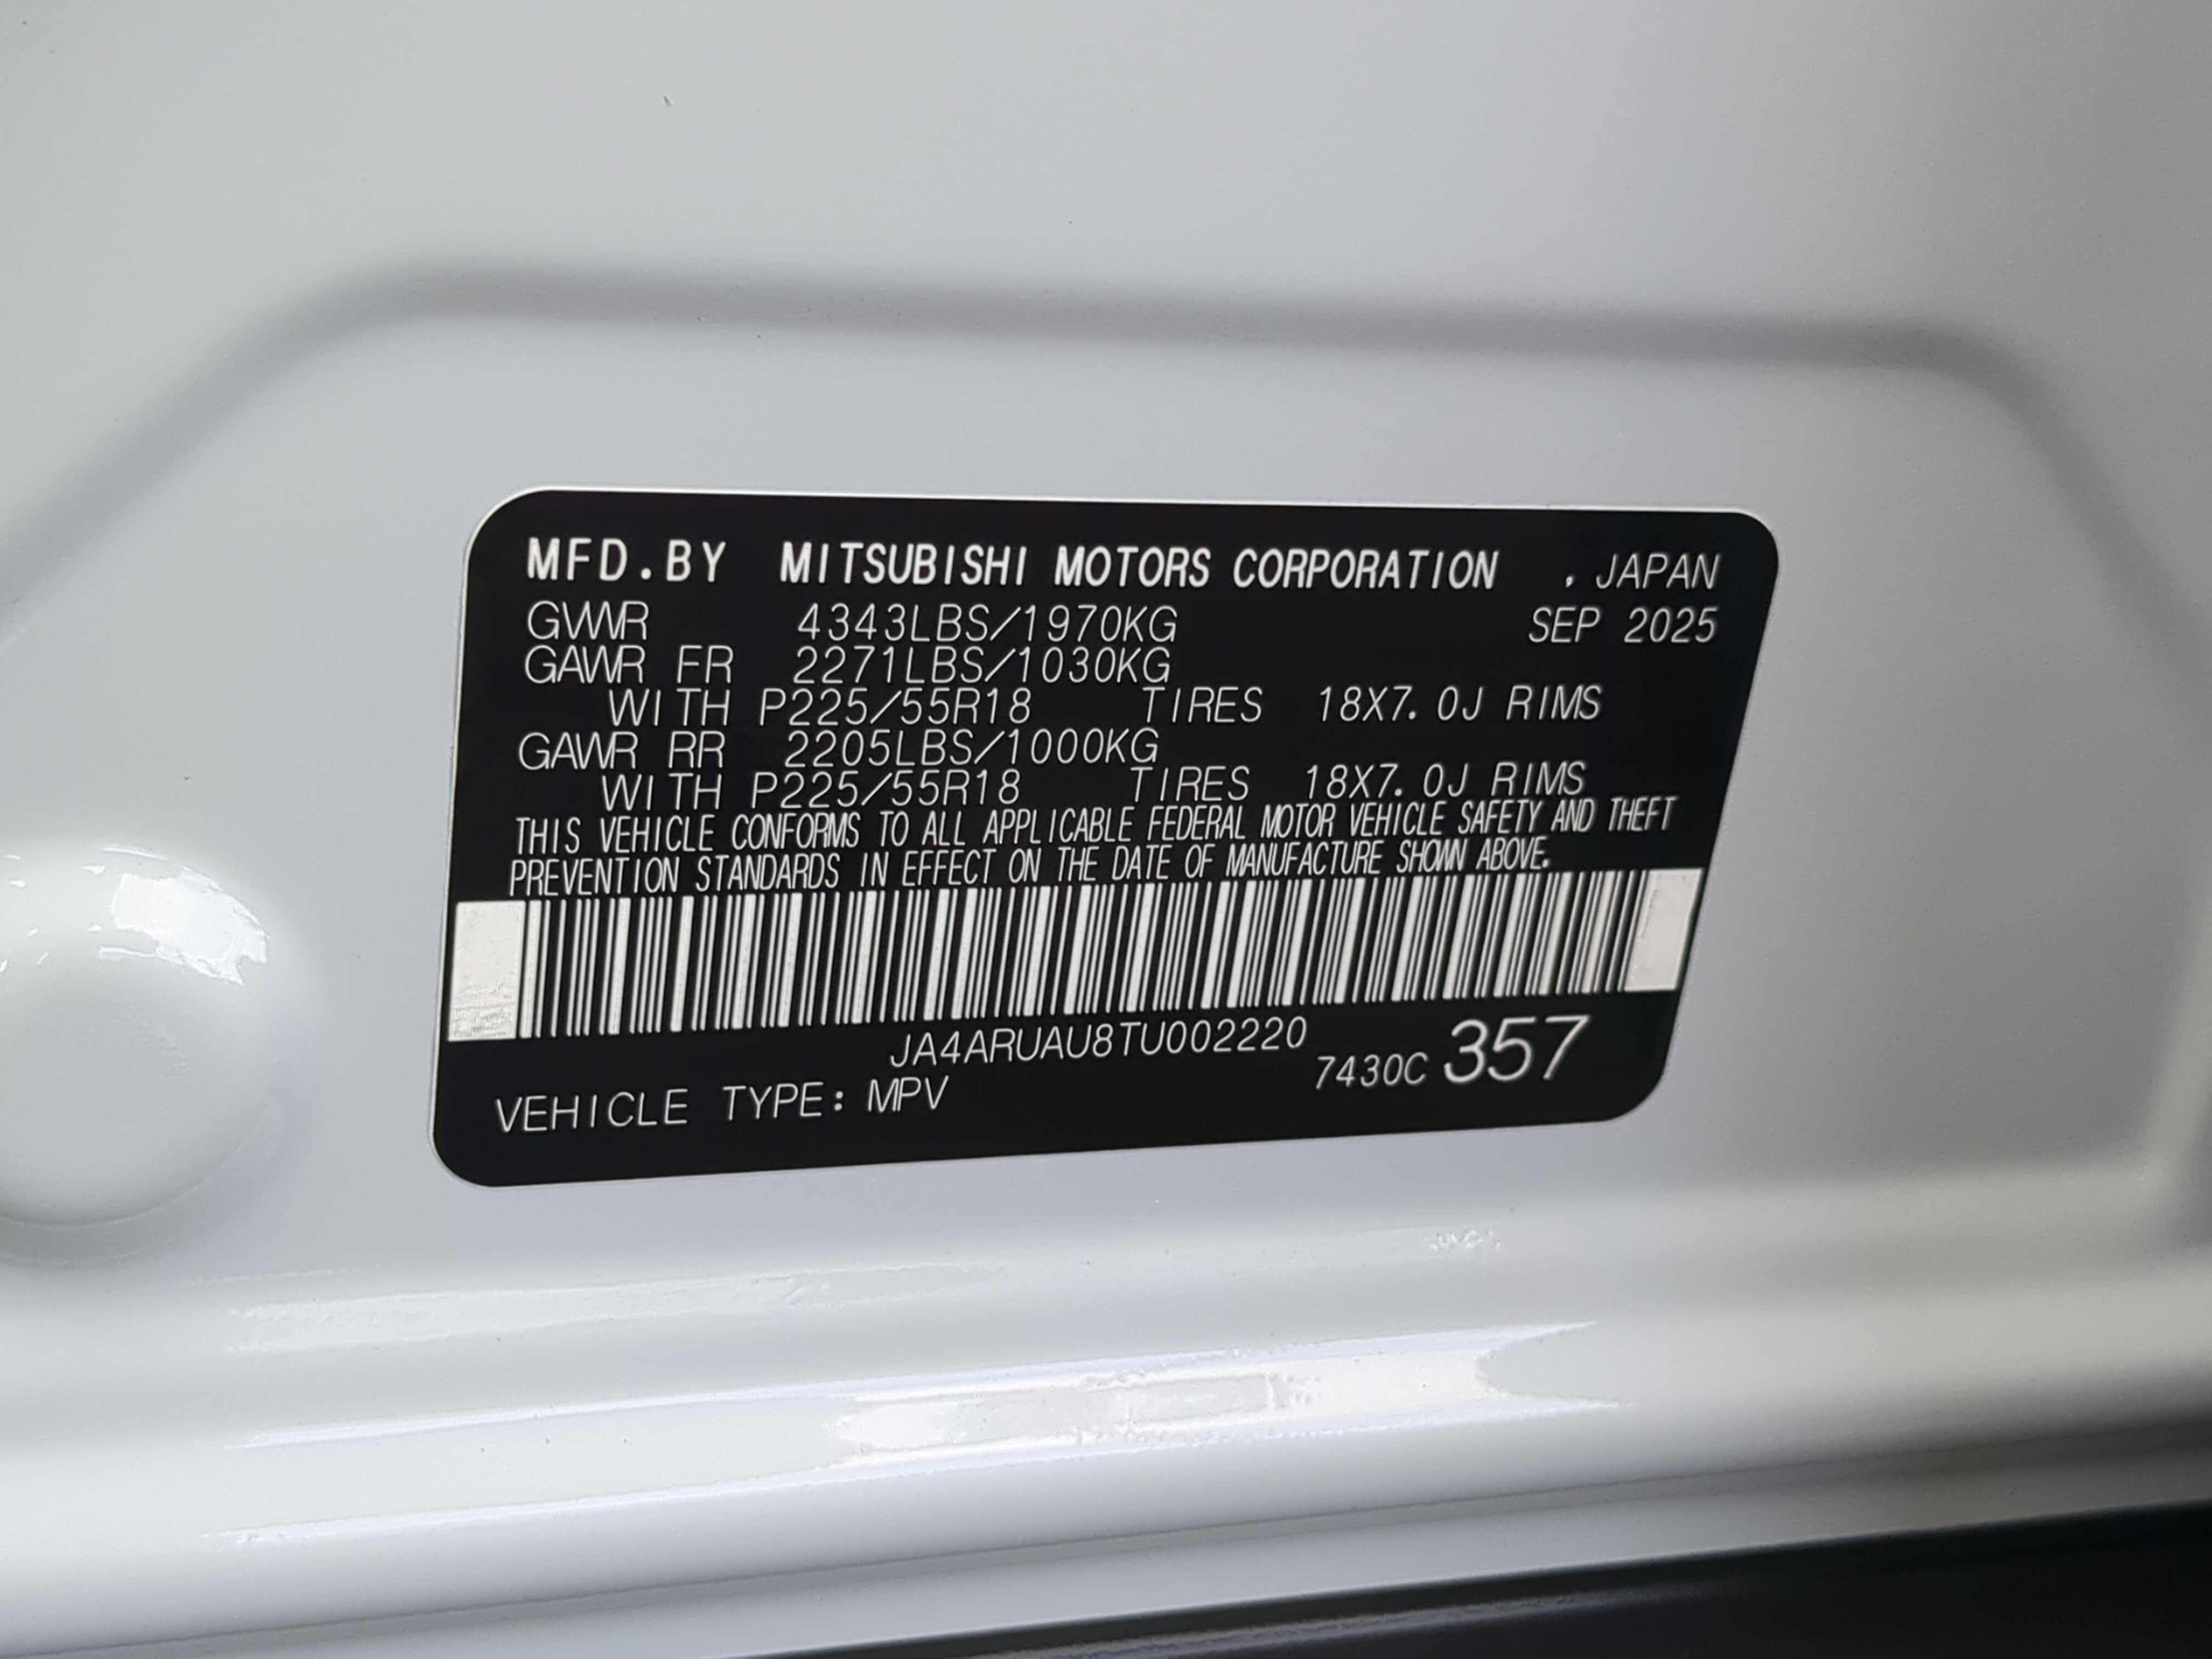 MFD.BY MITSUBISHI MOTORS CORPORATION , JAPAN
GVWR 4343LBS/1970KG SEP 2025
GAWR FR 2271LBS/1030KG
WITH P225/55R18 TIRES 18X7.0J RIMS
GAWR RR 2205LBS/1000KG
WITH P225/55R18 TIRES 18X7.0J RIMS
THIS VEHICLE CONFORMS TO ALL APPLICABLE FEDERAL MOTOR VEHICLE SAFETY AND THEFT
PREVENTION STANDARDS IN EFFECT ON THE DATE OF MANUFACTURE SHOWN ABOVE.
JA4ARUAU8TU002220
7430C 357
VEHICLE TYPE: MPV